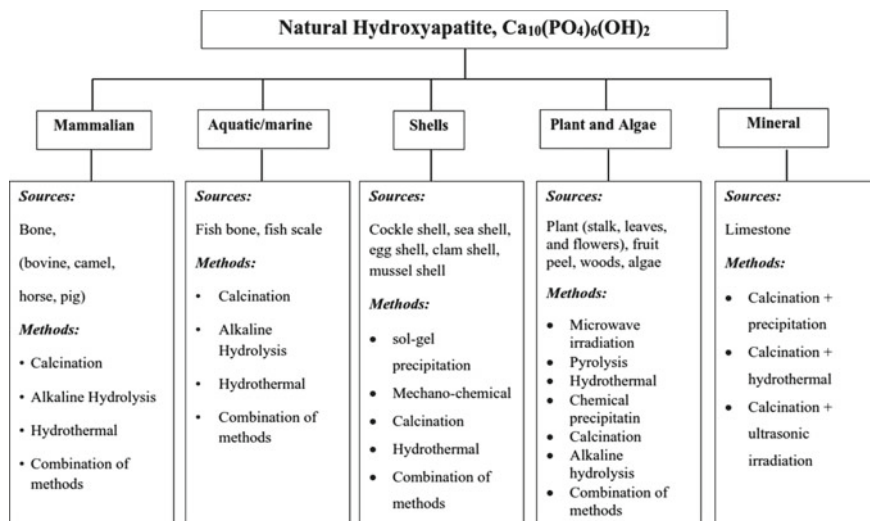 Natural Hydroxyapatite, Ca₁₀(PO₄)₆(OH)₂
Mammalian
Sources:
Bone,
(bovine, camel,
horse, pig)
Methods:
• Calcination
• Alkaline Hydrolysis
• Hydrothermal
• Combination of
methods
Aquatic/marine
Sources:
Fish bone, fish scale
Methods:
• Calcination
• Alkaline
Hydrolysis
• Hydrothermal
• Combination of
methods
Shells
Sources:
Cockle shell, sea shell,
egg shell, clam shell,
mussel shell
Methods:
• sol-gel
precipitation
• Mechano-chemical
• Calcination
• Hydrothermal
• Combination of
methods
Plant and Algae
Sources:
Plant (stalk, leaves,
and flowers), fruit
peel, woods, algae
Methods:
• Microwave
irradiation
• Pyrolysis
• Hydrothermal
• Chemical
precipitatin
• Calcination
• Alkaline
hydrolysis
• Combination of
methods
Mineral
Sources:
Limestone
Methods:
• Calcination +
precipitation
• Calcination +
hydrothermal
• Calcination +
ultrasonic
irradiation